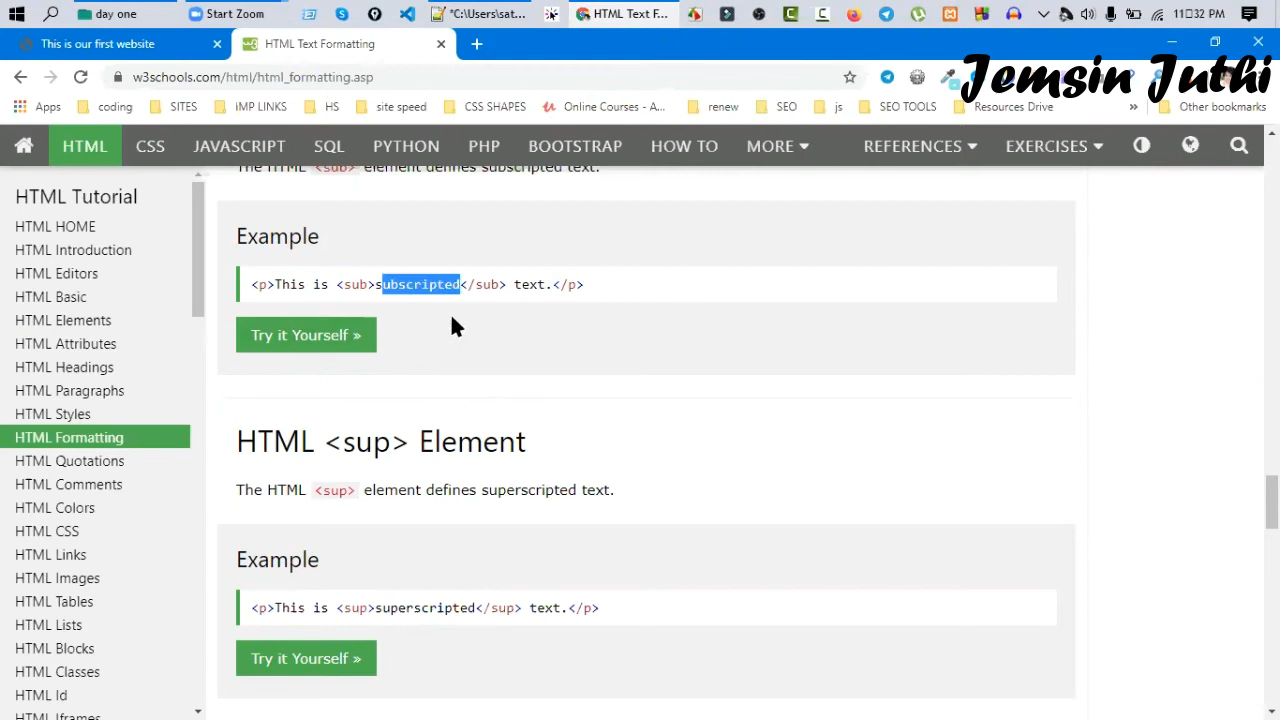 day one
Start Zoom
*C:\Users\sat...
HTML Text F...
11:32 PM
This is our first website
HTML Text Formatting
Jemsin Juthi
w3schools.com/html/html_formatting.asp
Apps
coding
SITES
iMP LINKS
HS
site speed
CSS SHAPES
Online Courses - A...
renew
SEO
js
SEO TOOLS
Resources Drive
»
Other bookmarks
HTML
CSS
JAVASCRIPT
SQL
PYTHON
PHP
BOOTSTRAP
HOW TO
MORE
REFERENCES
EXERCISES
HTML Tutorial
HTML HOME
HTML Introduction
HTML Editors
HTML Basic
HTML Elements
HTML Attributes
HTML Headings
HTML Paragraphs
HTML Styles
HTML Formatting
HTML Quotations
HTML Comments
HTML Colors
HTML CSS
HTML Links
HTML Images
HTML Tables
HTML Lists
HTML Blocks
HTML Classes
HTML Id
HTML Iframes
The HTML <sub> element defines subscripted text.
Example
<p>This is <sub>subscripted</sub> text.</p>
Try it Yourself »
HTML <sup> Element
The HTML <sup> element defines superscripted text.
Example
<p>This is <sup>superscripted</sup> text.</p>
Try it Yourself »